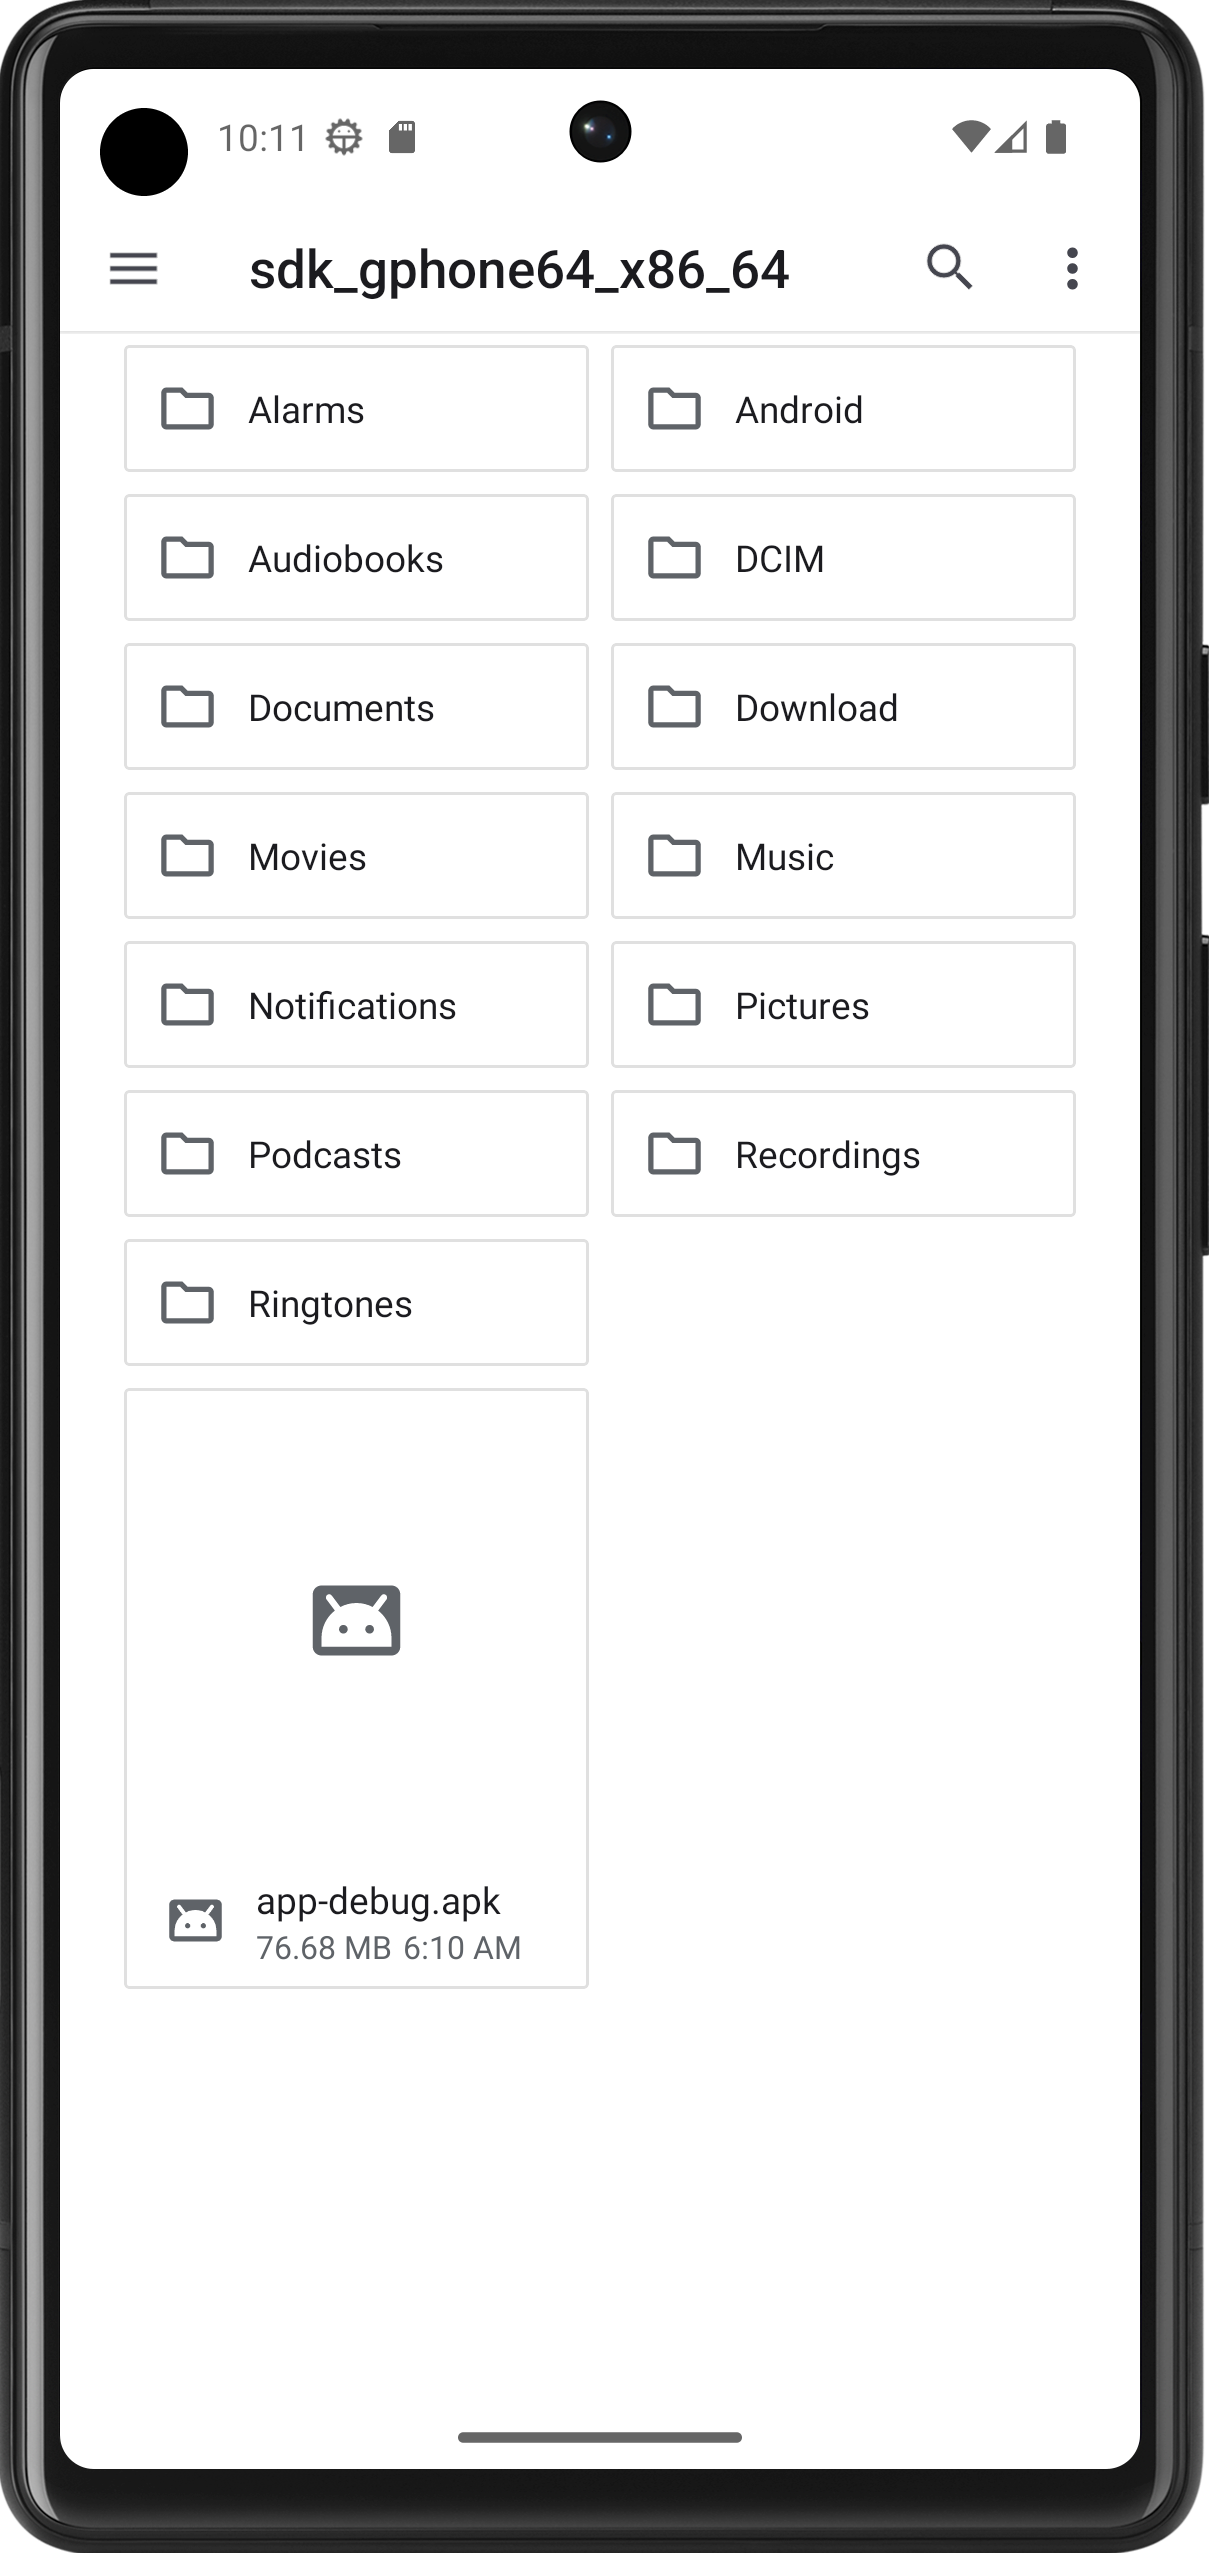 10:11
sdk_gphone64_x86_64
Alarms
Android
Audiobooks
DCIM
Documents
Download
Movies
Music
Notifications
Pictures
Podcasts
Recordings
Ringtones
app-debug.apk
76.68 MB 6:10 AM